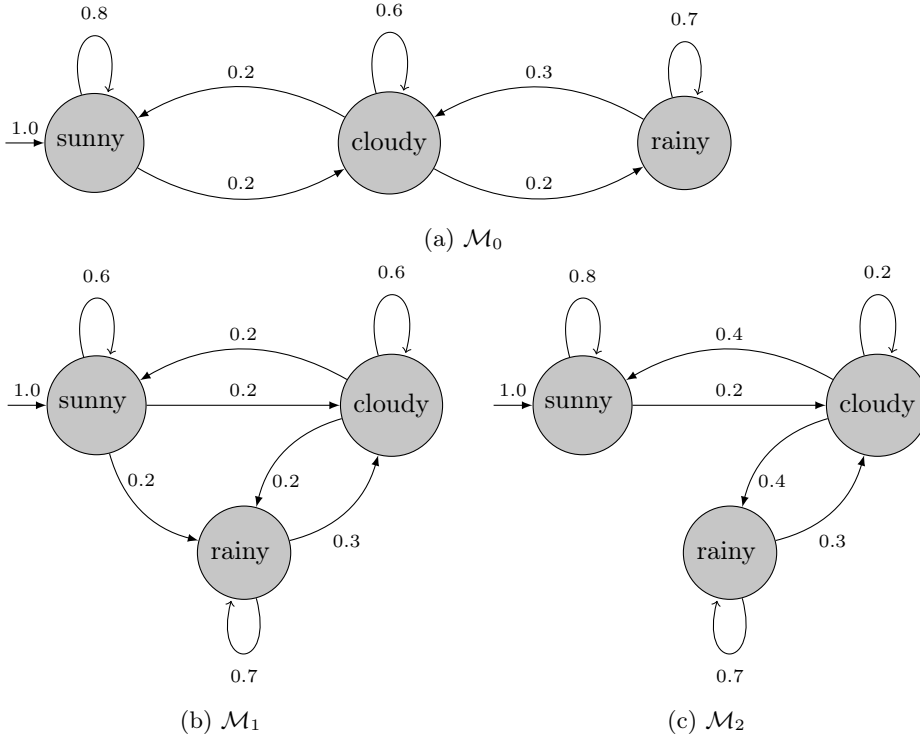 0.8 0.6 0.7
0.2 0.3
1.0 sunny cloudy rainy
0.2 0.2
(a) M₀
0.6 0.6 0.8 0.2
0.2 0.4
1.0 sunny 0.2 cloudy 1.0 sunny 0.2 cloudy
0.2 0.2 0.4
rainy 0.3 rainy 0.3
0.7 0.7
(b) M₁ (c) M₂